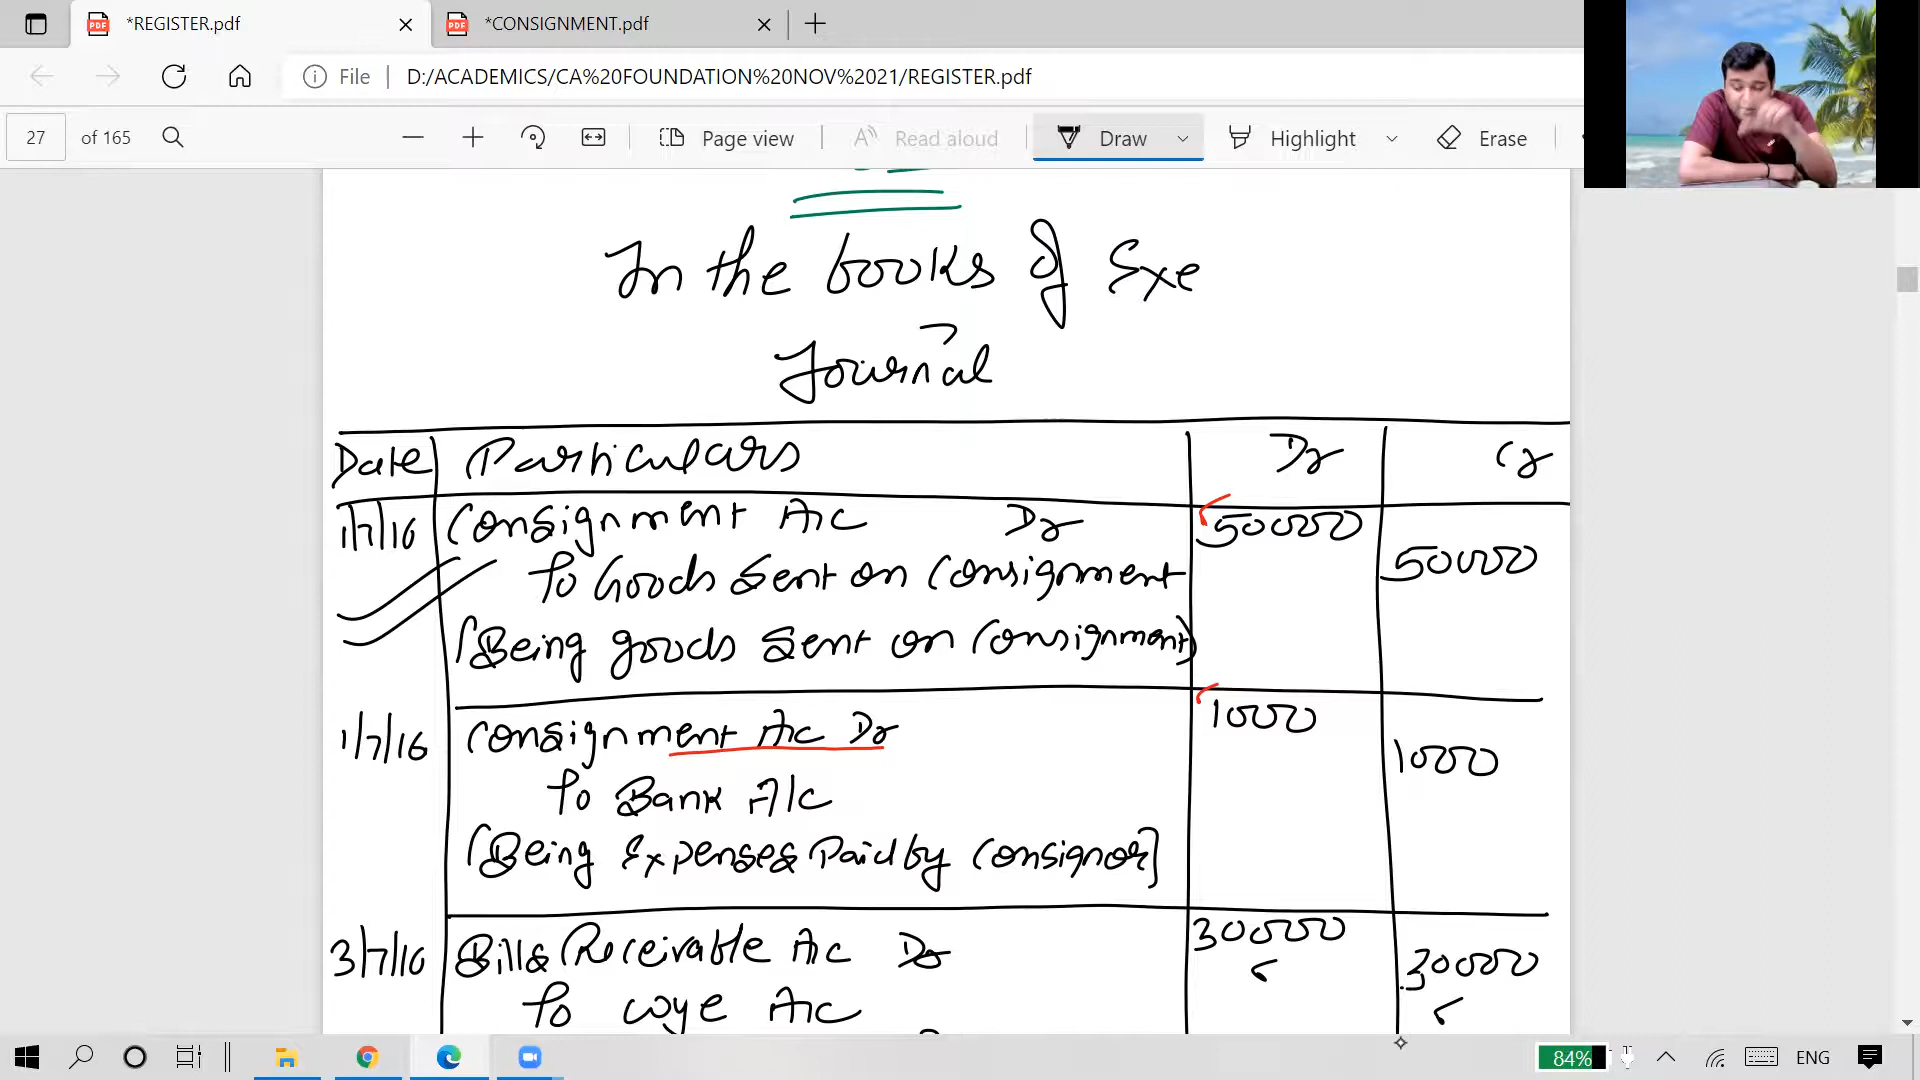 *REGISTER.pdf
*CONSIGNMENT.pdf
File D:/ACADEMICS/CA%20FOUNDATION%20NOV%2021/REGISTER.pdf
27 of 165 Page view Read aloud Draw Highlight Erase
In the books of Exe
Journal
Date Particulars Dr Cr
1/7/16 Consignment A/c Dr 50000
To Goods Sent on Consignment 50000
(Being goods sent on Consignment)
1/7/16 Consignment A/c Dr 1000
To Bank A/c 1000
(Being Expenses Paid by Consignor)
3/7/16 Bills Receivable A/c Dr 30000
To Wye A/c 30000
84% ENG